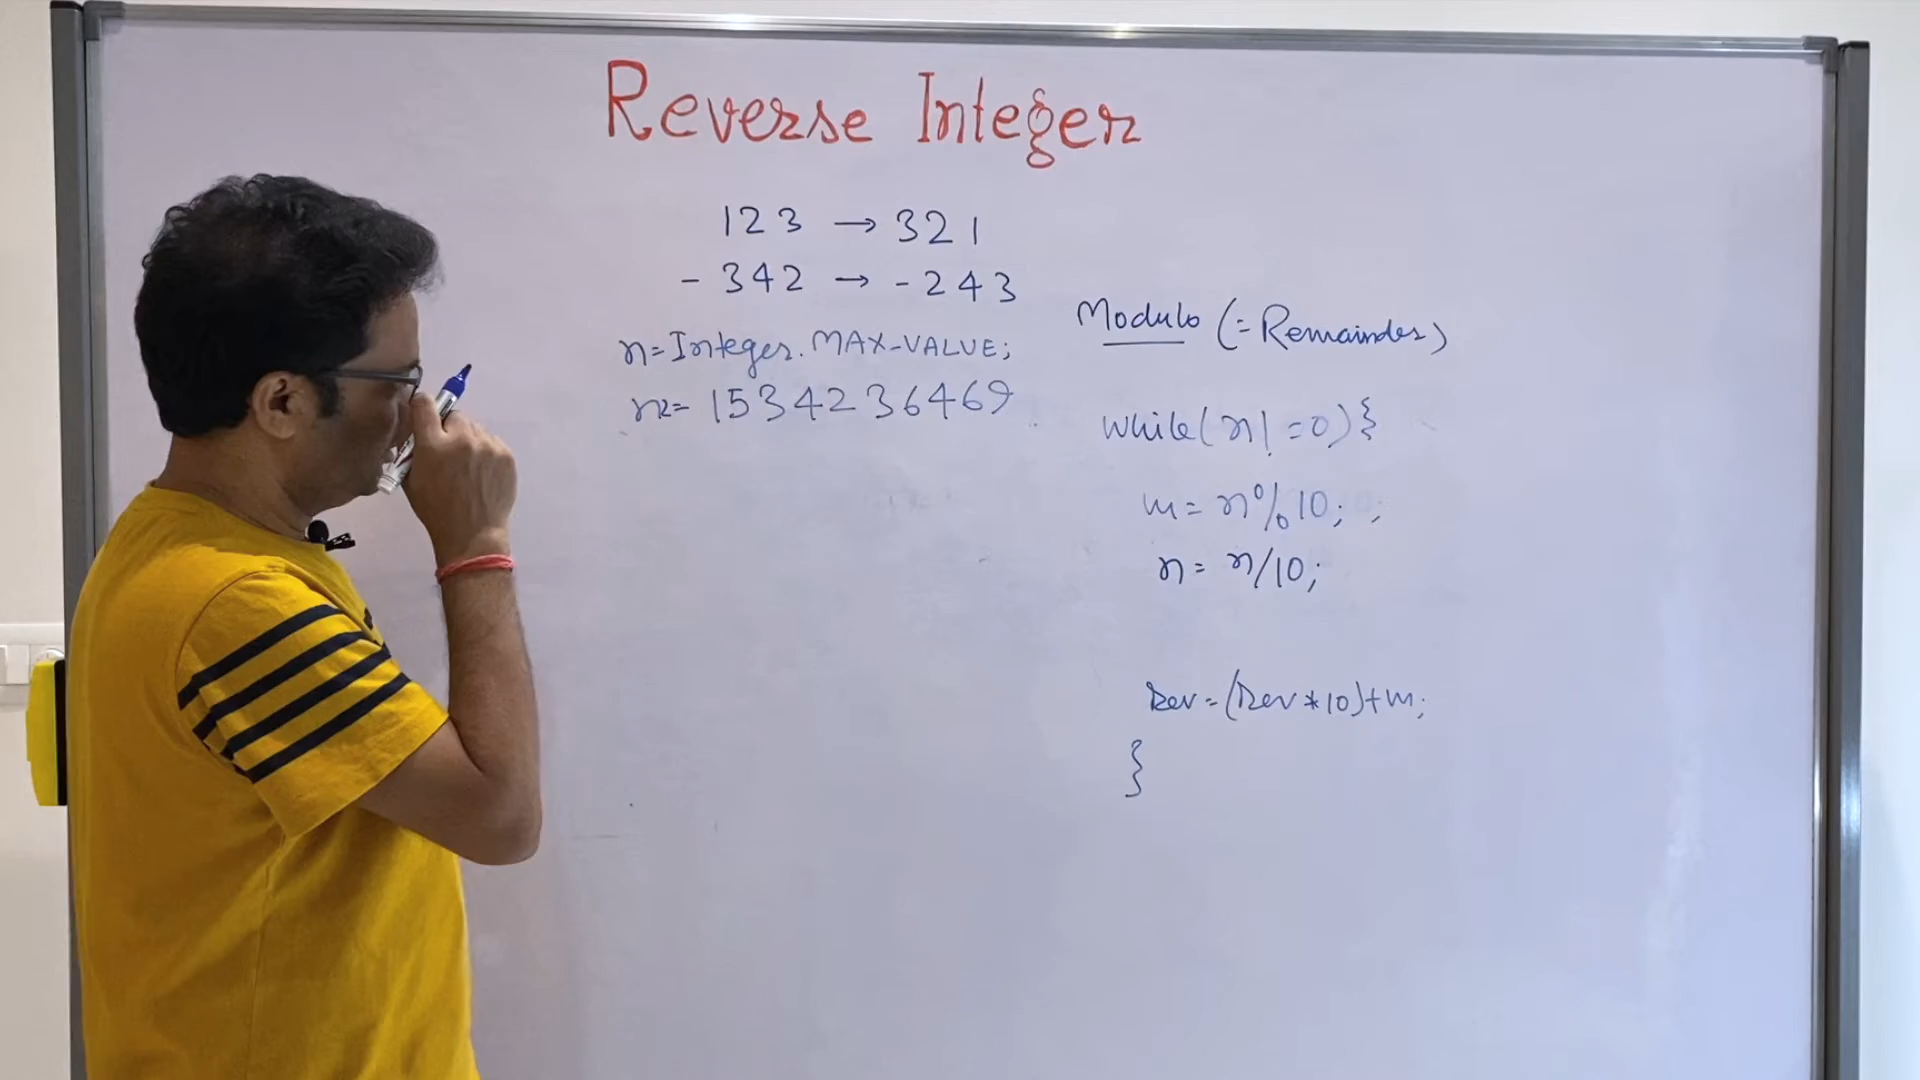 Reverse Integer
123 → 321
- 342 → - 243
n = Integer. MAX-VALUE;
n = 1534236469
Modulo (= Remainder)
while(n! = 0) {
m = n % 10; ;
n = n/10;
Rev = (Rev * 10) + m;
}